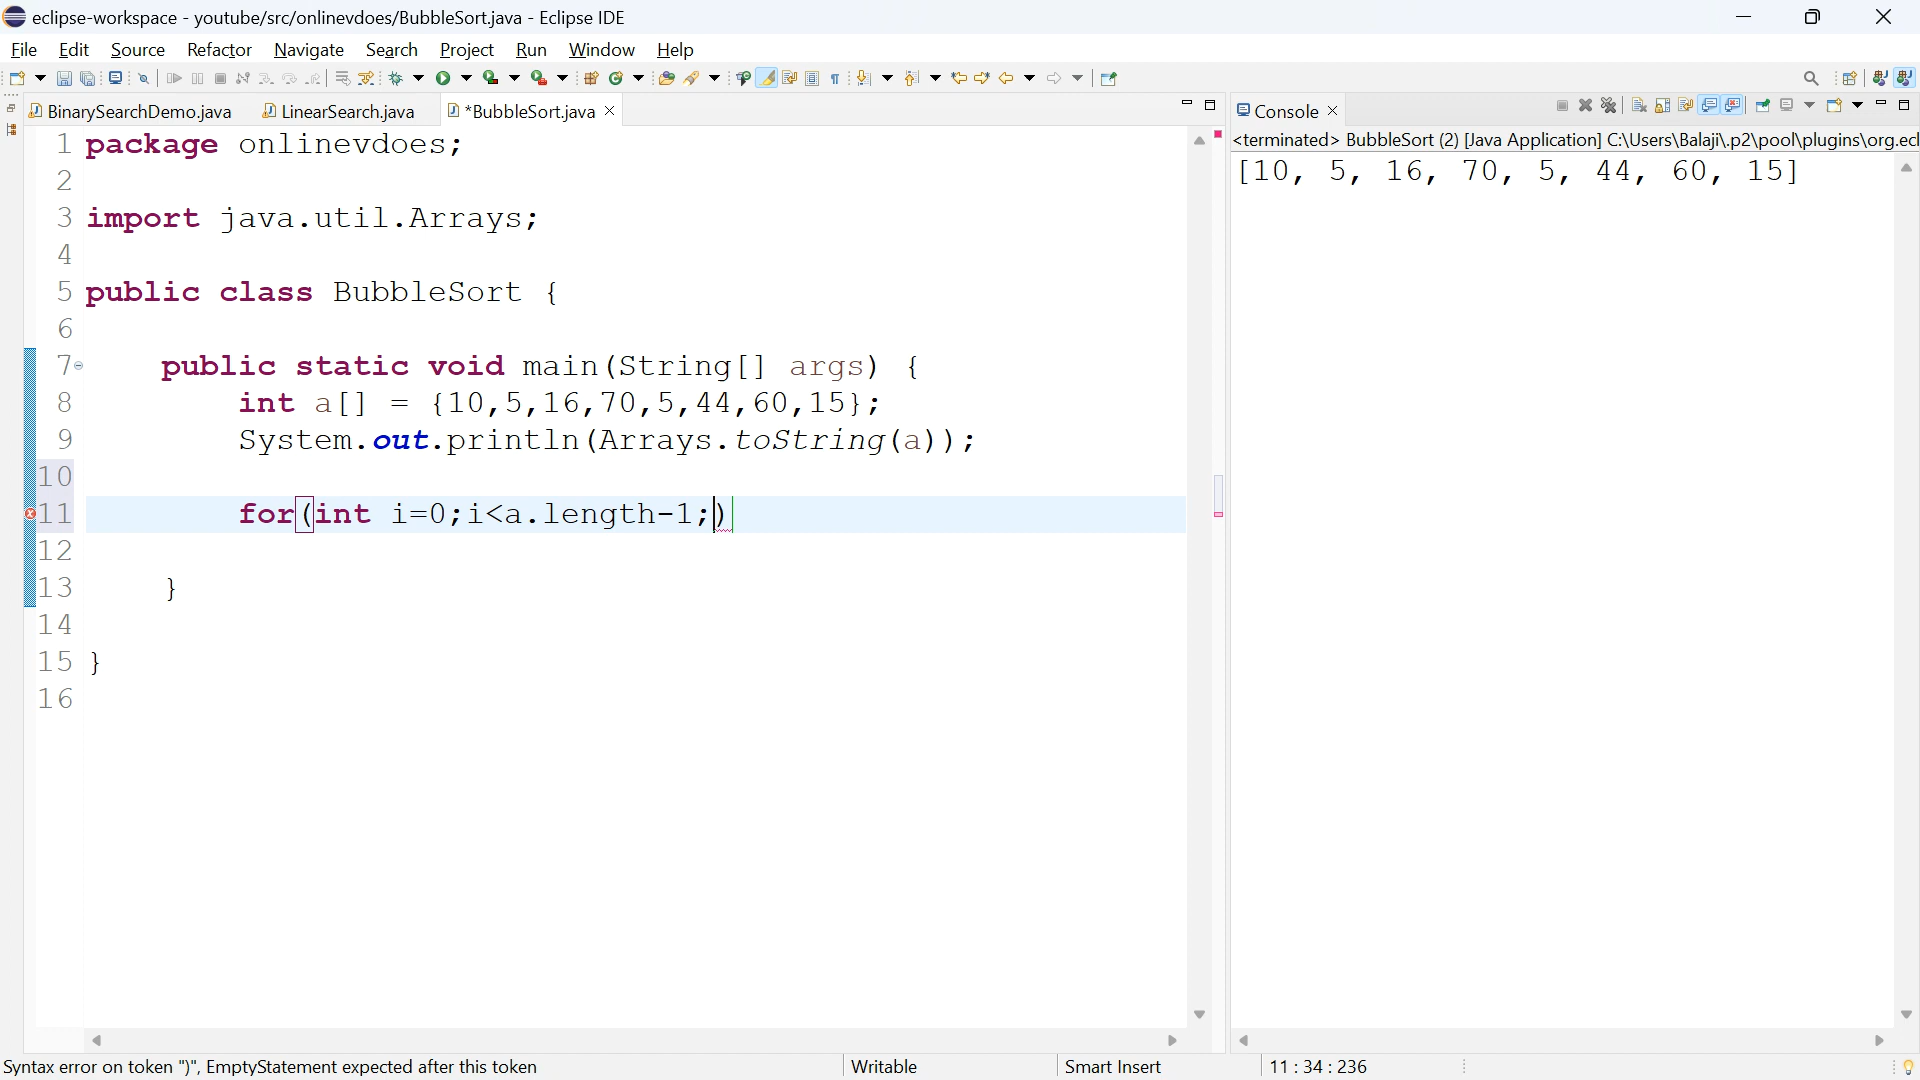 eclipse-workspace - youtube/src/onlinevdoes/BubbleSort.java - Eclipse IDE
File Edit Source Refactor Navigate Search Project Run Window Help
BinarySearchDemo.java LinearSearch.java *BubbleSort.java
Console
<terminated> BubbleSort (2) [Java Application] C:\Users\Balaji\.p2\pool\plugins\org.ecl
[10, 5, 16, 70, 5, 44, 60, 15]
1 package onlinevdoes;
2
3 import java.util.Arrays;
4
5 public class BubbleSort {
6
7 public static void main(String[] args) {
8 int a[] = {10,5,16,70,5,44,60,15};
9 System.out.println(Arrays.toString(a));
10
11 for(int i=0;i<a.length-1;)
12
13 }
14
15 }
16
Syntax error on token ")", EmptyStatement expected after this token Writable Smart Insert 11 : 34 : 236